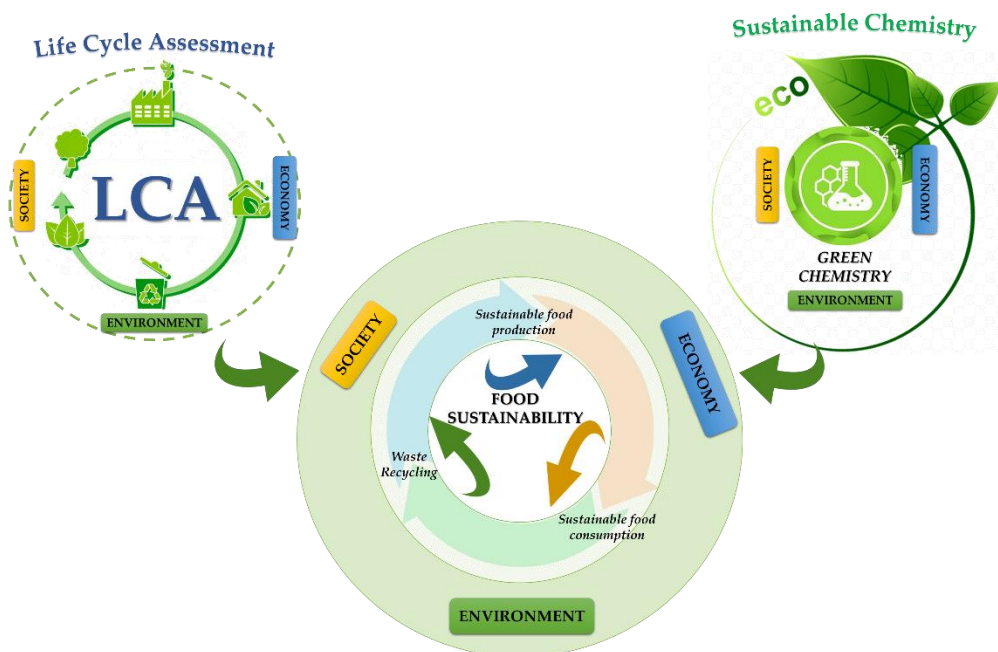 Life Cycle Assessment
SOCIETY
LCA
ECONOMY
ENVIRONMENT
Sustainable Chemistry
eco
SOCIETY
ECONOMY
GREEN
CHEMISTRY
ENVIRONMENT
SOCIETY
ECONOMY
Sustainable food
production
FOOD
SUSTAINABILITY
Waste
Recycling
Sustainable food
consumption
ENVIRONMENT